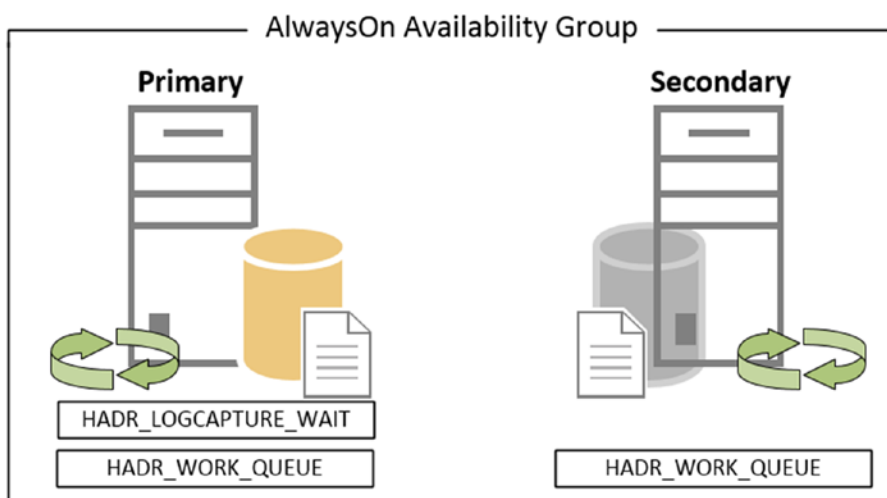 AlwaysOn Availability Group
Primary
Secondary
HADR_LOGCAPTURE_WAIT
HADR_WORK_QUEUE
HADR_WORK_QUEUE